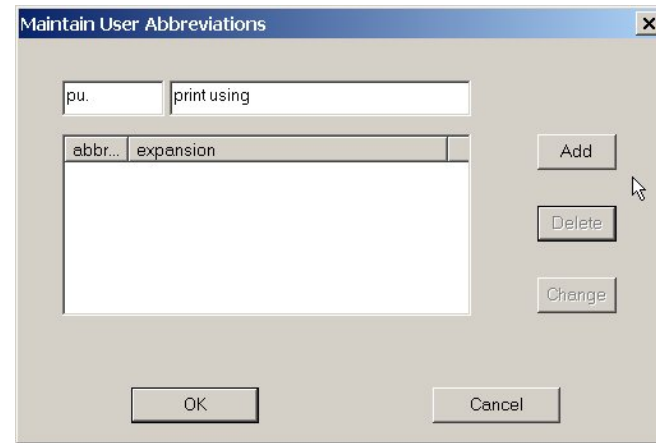 Maintain User Abbreviations
pu. print using
abbr... expansion
Add
Delete
Change
OK Cancel